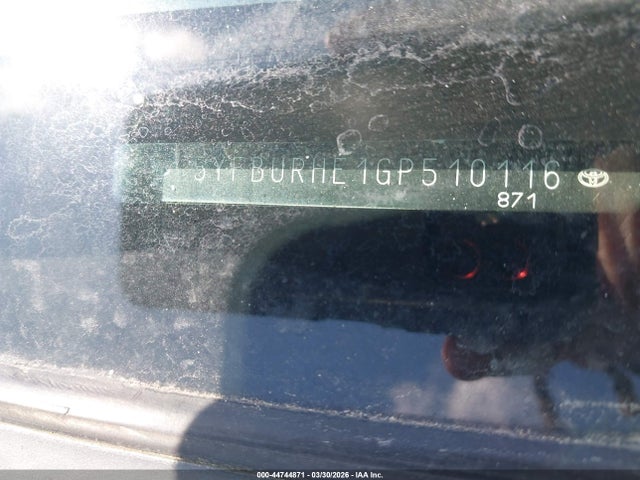 5YFBURHE1GP510116
871
000-44744871 - 03/30/2026 - IAA Inc.